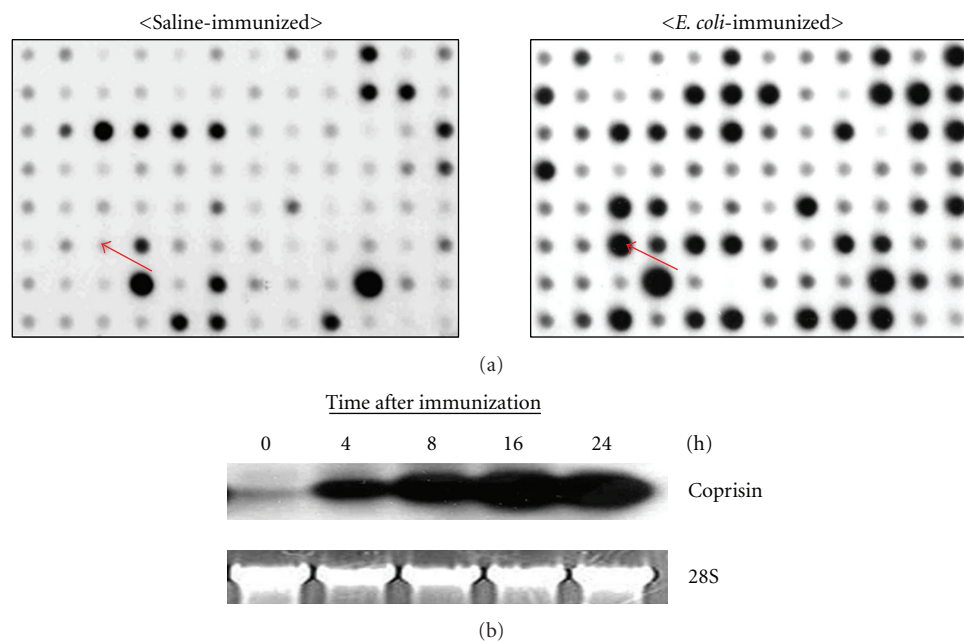 <Saline-immunized>
<E. coli-immunized>
(a)
Time after immunization
0 4 8 16 24 (h)
Coprisin
28S
(b)